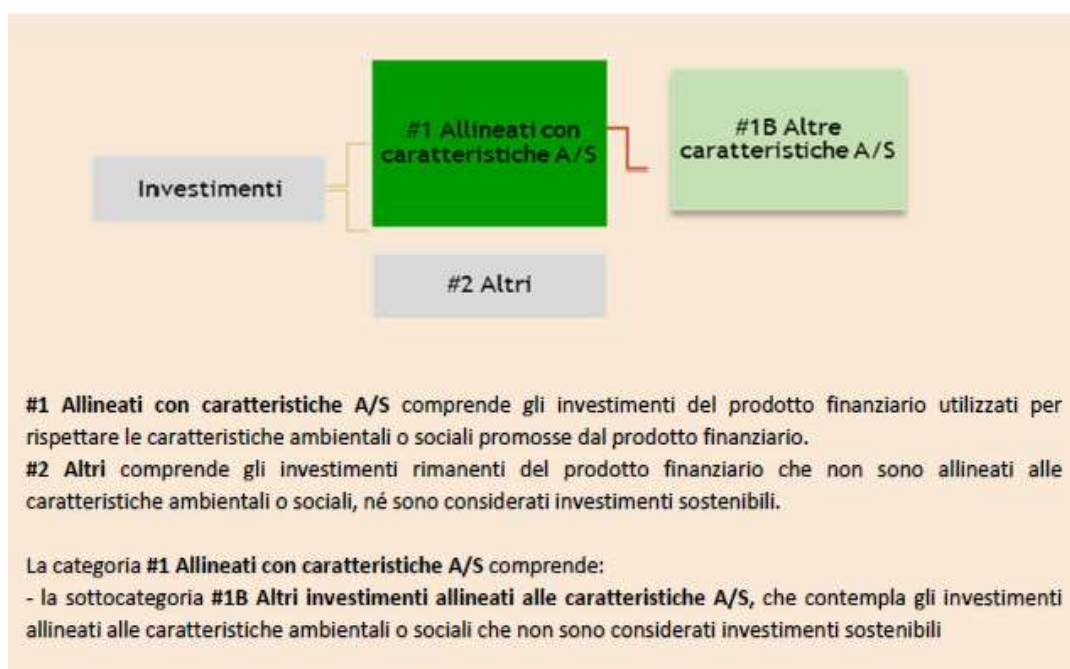 #1 Allineati con
caratteristiche A/S
#1B Altre
caratteristiche A/S
Investimenti
#2 Altri
#1 Allineati con caratteristiche A/S comprende gli investimenti del prodotto finanziario utilizzati per
rispettare le caratteristiche ambientali o sociali promosse dal prodotto finanziario.
#2 Altri comprende gli investimenti rimanenti del prodotto finanziario che non sono allineati alle
caratteristiche ambientali o sociali, né sono considerati investimenti sostenibili.
La categoria #1 Allineati con caratteristiche A/S comprende:
- la sottocategoria #1B Altri investimenti allineati alle caratteristiche A/S, che contempla gli investimenti
allineati alle caratteristiche ambientali o sociali che non sono considerati investimenti sostenibili